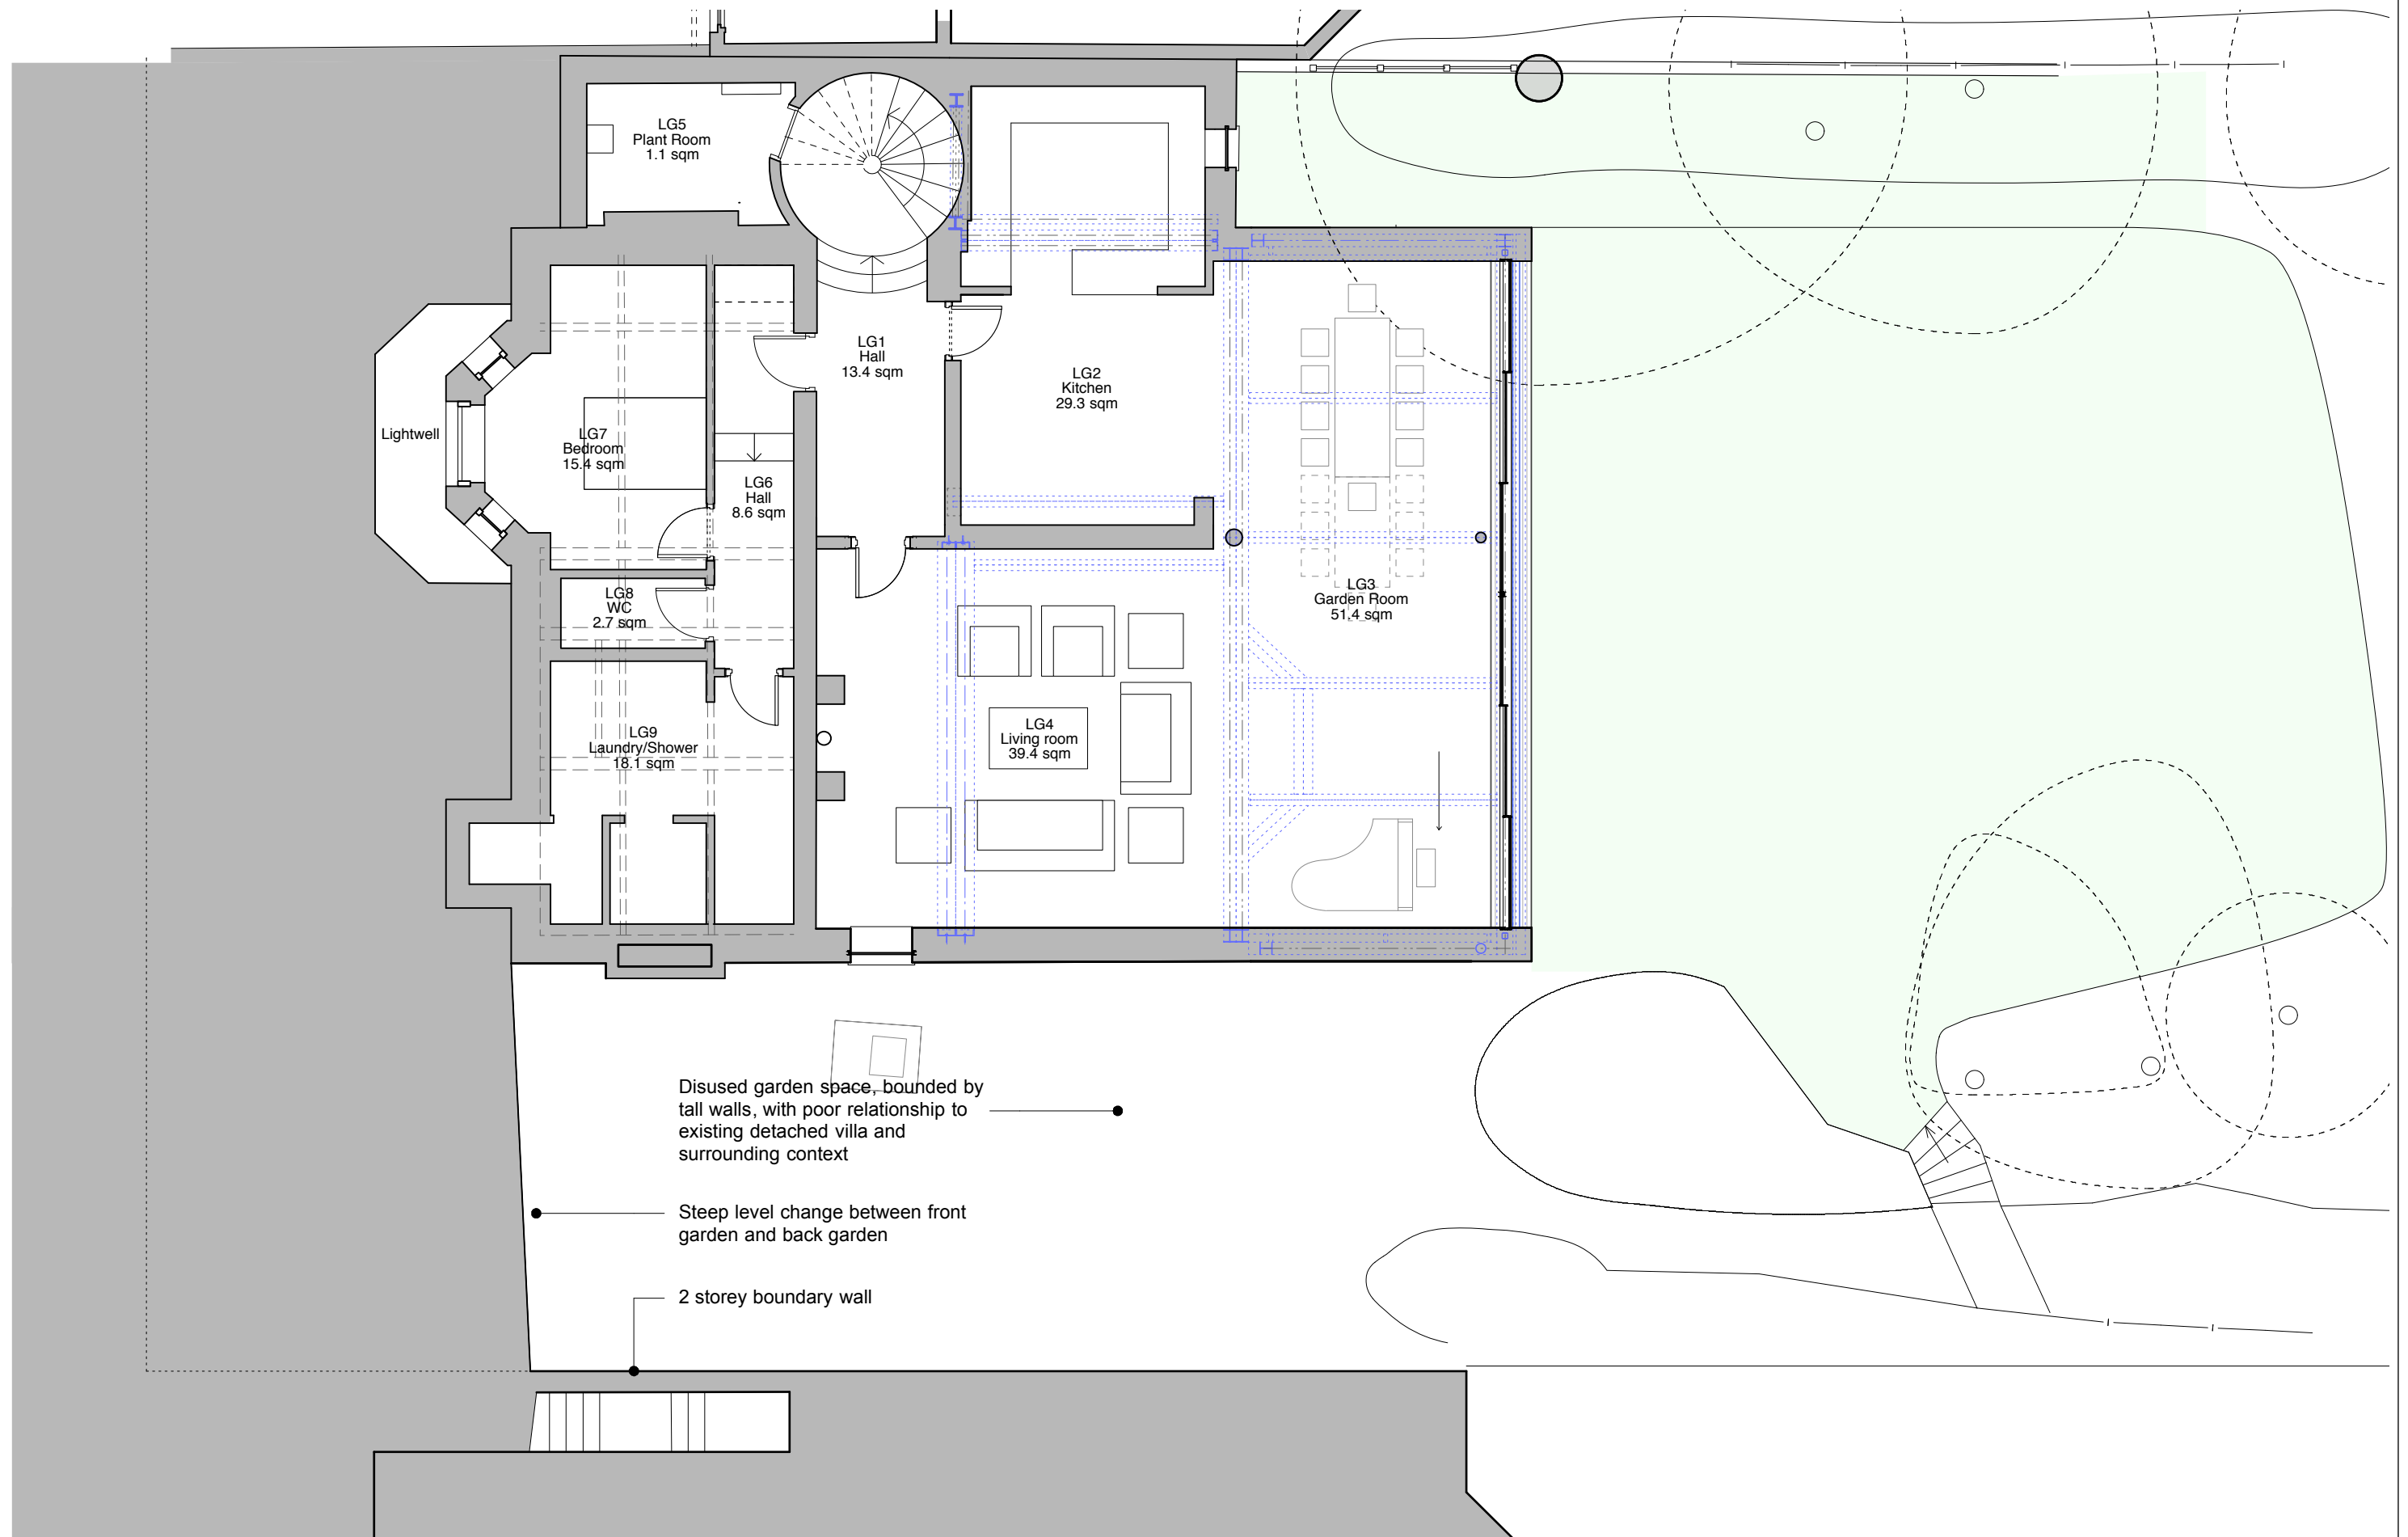 LG5
Plant Room
1.1 sqm
LG1
Hall
13.4 sqm
LG2
Kitchen
29.3 sqm
Lightwell
LG7
Bedroom
15.4 sqm
LG6
Hall
8.6 sqm
LG8
WC
2.7 sqm
LG3
Garden Room
51.4 sqm
LG9
Laundry/Shower
18.1 sqm
LG4
Living room
39.4 sqm
Disused garden space, bounded by
tall walls, with poor relationship to
existing detached villa and
surrounding context
Steep level change between front
garden and back garden
2 storey boundary wall